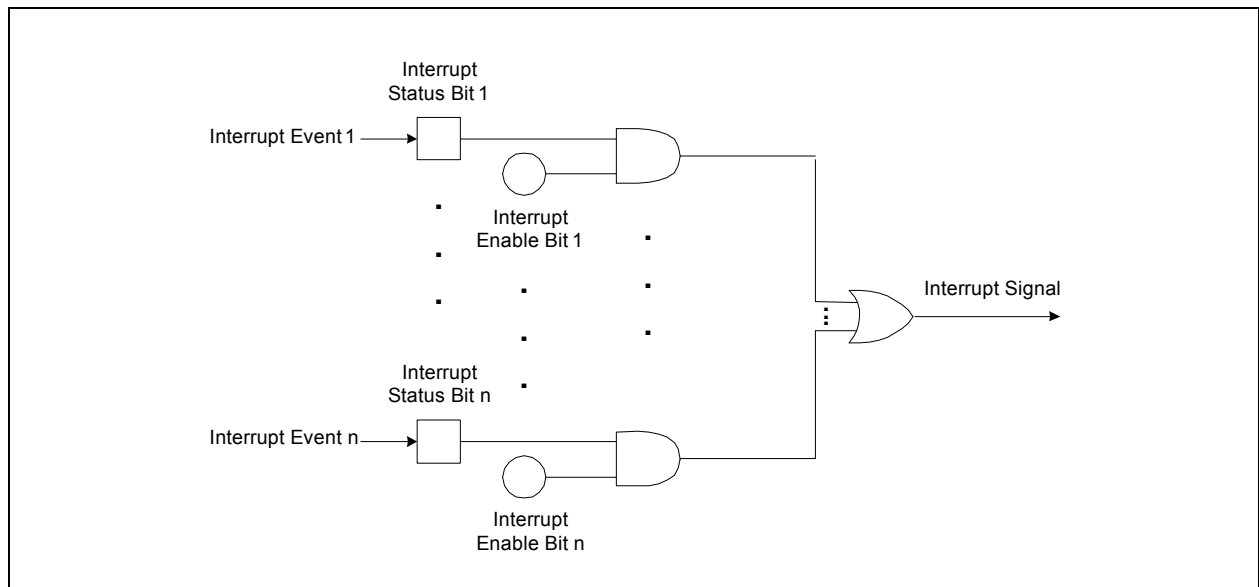 Interrupt
Status Bit 1
Interrupt Event 1
Interrupt
Enable Bit 1
Interrupt Signal
Interrupt
Status Bit n
Interrupt Event n
Interrupt
Enable Bit n